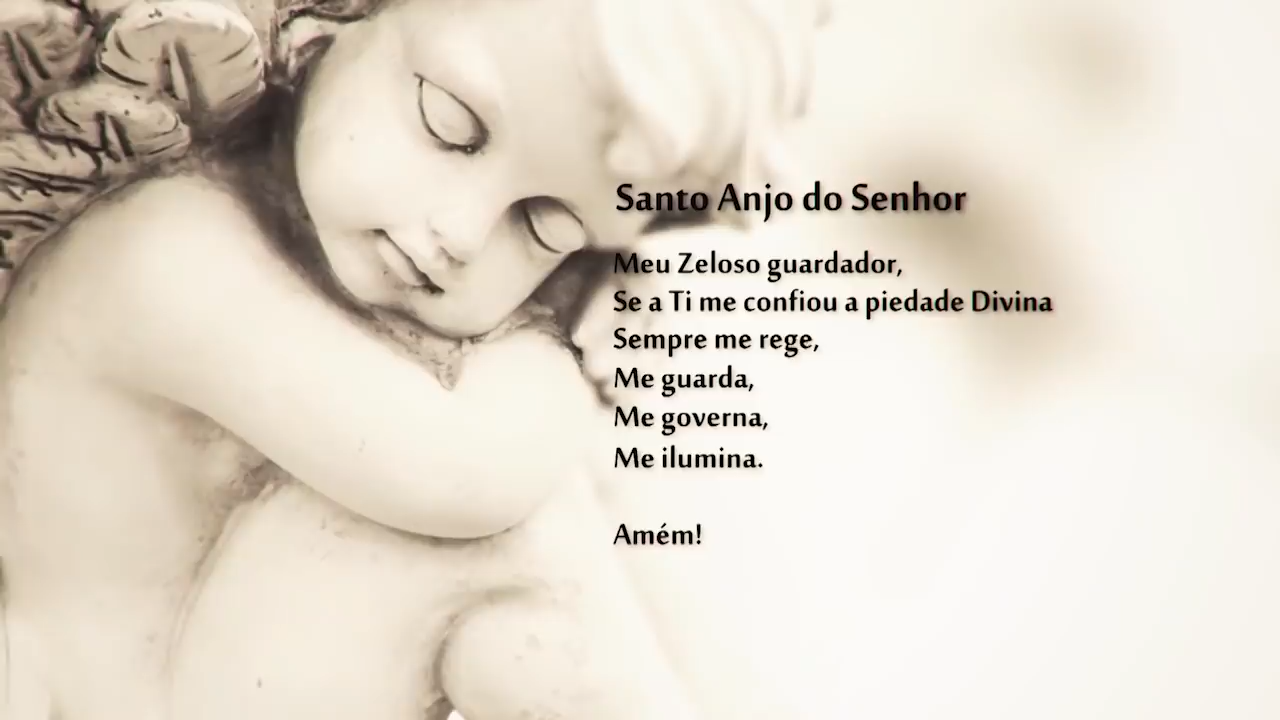 Santo Anjo do Senhor
Meu Zeloso guardador,
Se a Ti me confiou a piedade Divina
Sempre me rege,
Me guarda,
Me governa,
Me ilumina.
Amém!